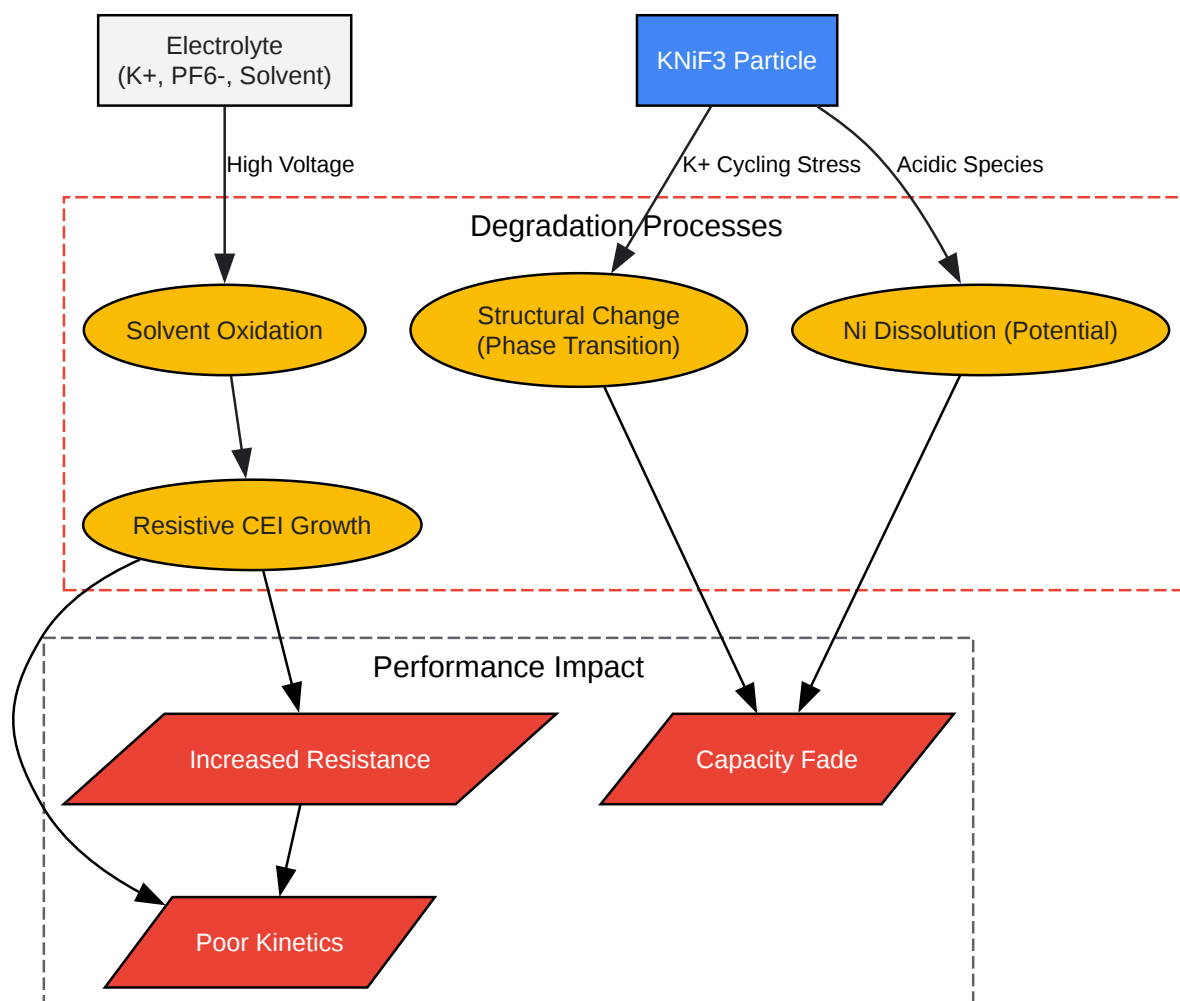 Electrolyte
(K+, PF6-, Solvent)
KNiF3 Particle
High Voltage
K+ Cycling Stress
Acidic Species
Degradation Processes
Solvent Oxidation
Structural Change
(Phase Transition)
Ni Dissolution (Potential)
Resistive CEI Growth
Performance Impact
Increased Resistance
Capacity Fade
Poor Kinetics